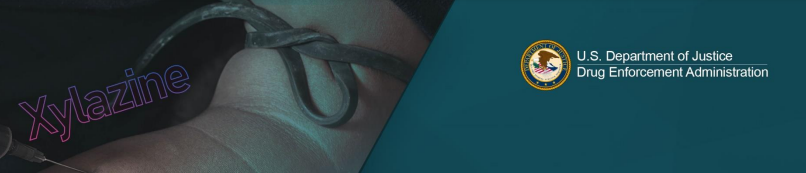 Xylazine
U.S. Department of Justice
Drug Enforcement Administration